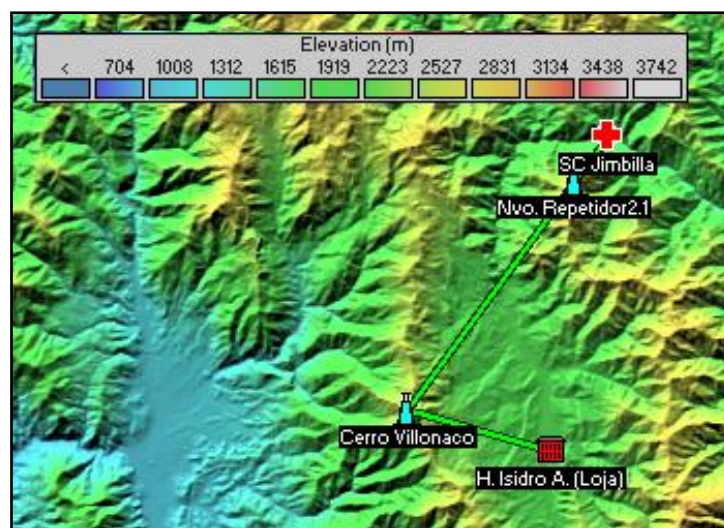 Elevation (m)
< 704 1008 1312 1615 1919 2223 2527 2831 3134 3438 3742
SC Jimbilla
Nvo. Repetidor2.1
Cerro Villonaco
H. Isidro A. (Loja)